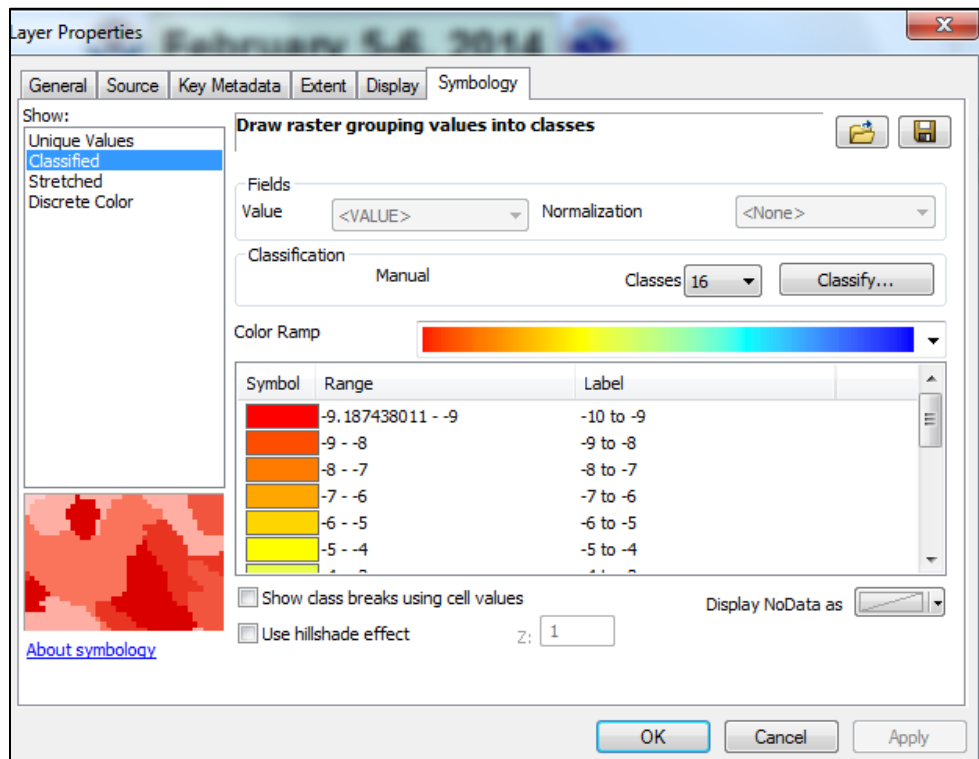 Layer Properties
February 5-6, 2014
X
General Source Key Metadata Extent Display Symbology
Show:
Unique Values
Classified
Stretched
Discrete Color
Draw raster grouping values into classes
Fields
Value <VALUE> Normalization <None>
Classification
Manual Classes 16 Classify...
Color Ramp
Symbol Range Label
-9.187438011 - -9 -10 to -9
-9 - -8 -9 to -8
-8 - -7 -8 to -7
-7 - -6 -7 to -6
-6 - -5 -6 to -5
-5 - -4 -5 to -4
Show class breaks using cell values
Display NoData as
Use hillshade effect Z: 1
About symbology
OK Cancel Apply